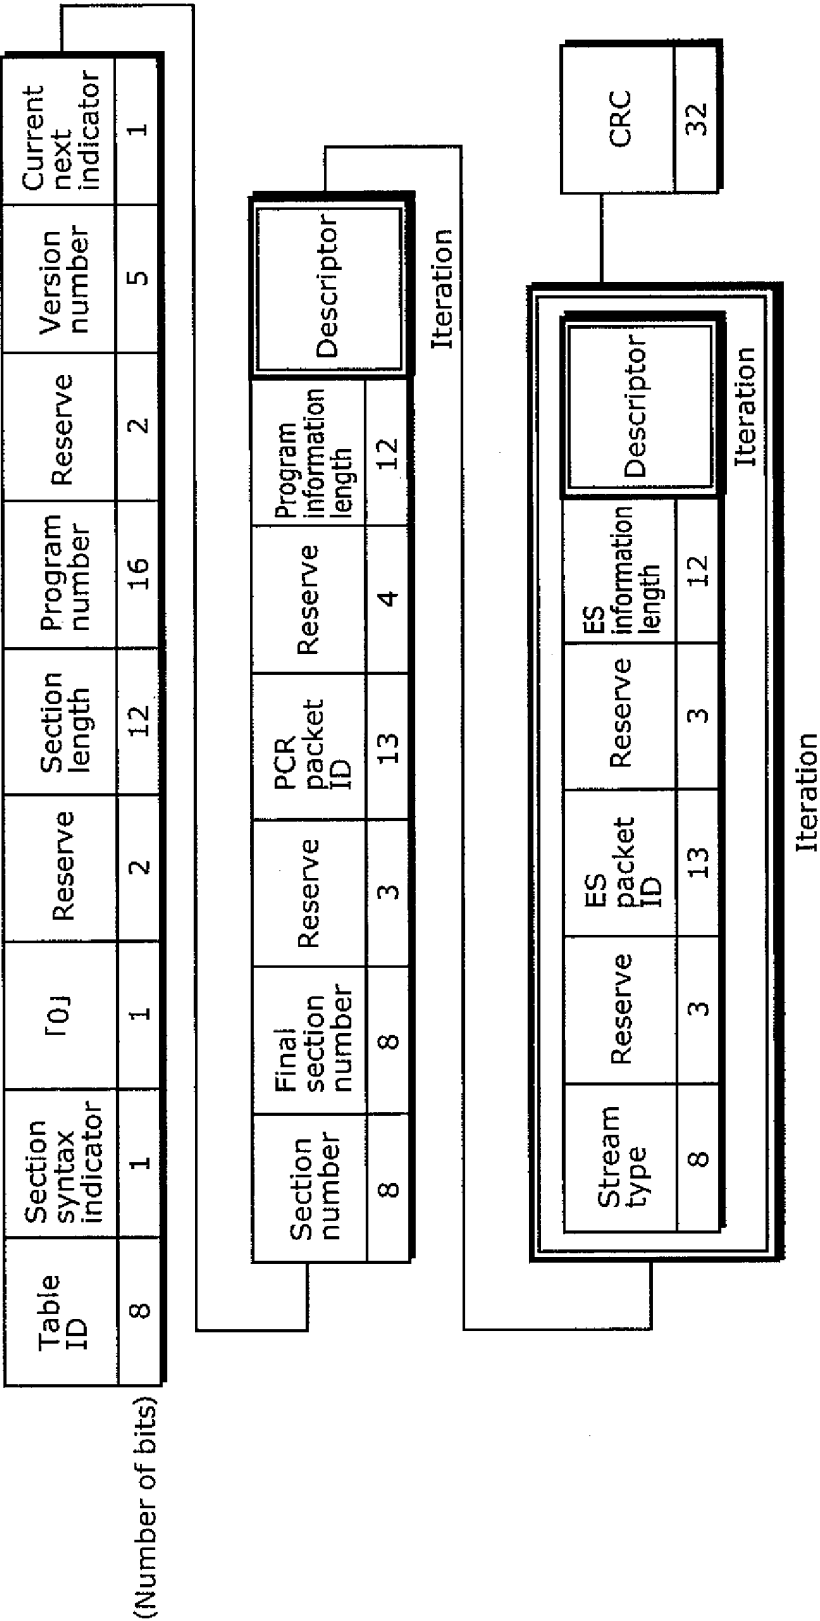 Table
ID
Section
syntax
indicator
「0」
Reserve
Section
length
Program
number
Reserve
Version
number
Current
next
indicator
(Number of bits)
8
1
1
2
12
16
2
5
1
Section
number
Final
section
number
Reserve
PCR
packet
ID
Reserve
Program
information
length
Descriptor
8
8
3
13
4
12
Iteration
Stream
type
Reserve
ES
packet
ID
Reserve
ES
information
length
Descriptor
8
3
13
3
12
Iteration
Iteration
CRC
32